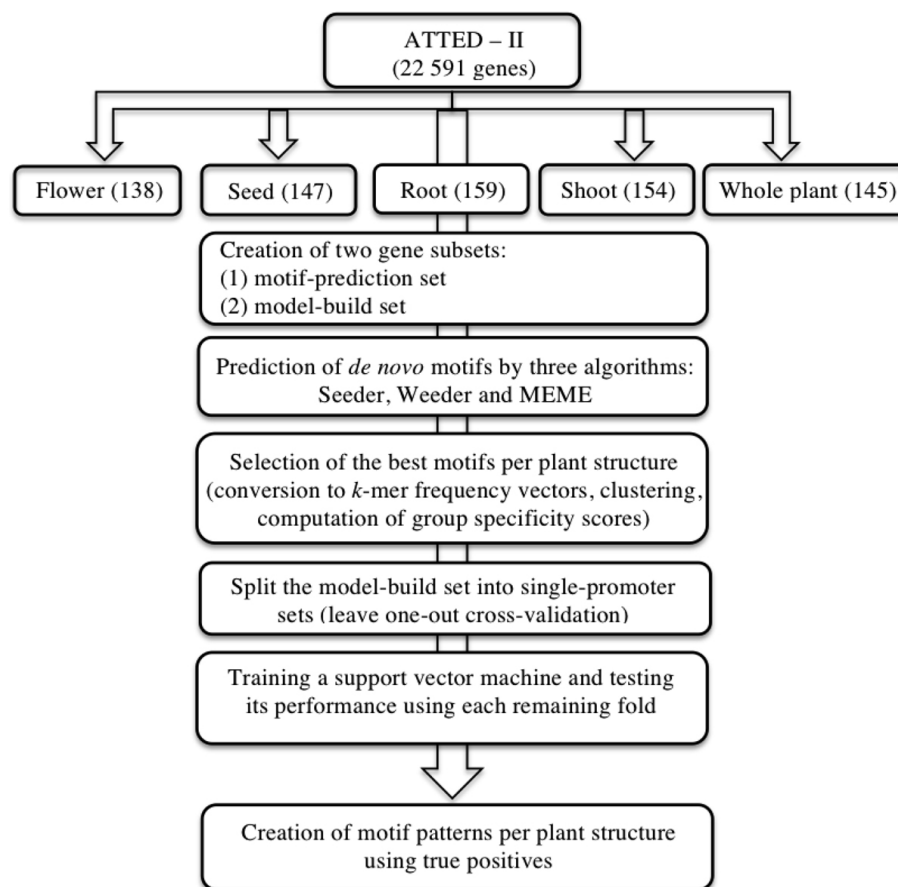 ATTED – II
(22 591 genes)
Flower (138)
Seed (147)
Root (159)
Shoot (154)
Whole plant (145)
Creation of two gene subsets:
(1) motif-prediction set
(2) model-build set
Prediction of de novo motifs by three algorithms:
Seeder, Weeder and MEME
Selection of the best motifs per plant structure
(conversion to k-mer frequency vectors, clustering,
computation of group specificity scores)
Split the model-build set into single-promoter
sets (leave one-out cross-validation)
Training a support vector machine and testing
its performance using each remaining fold
Creation of motif patterns per plant structure
using true positives